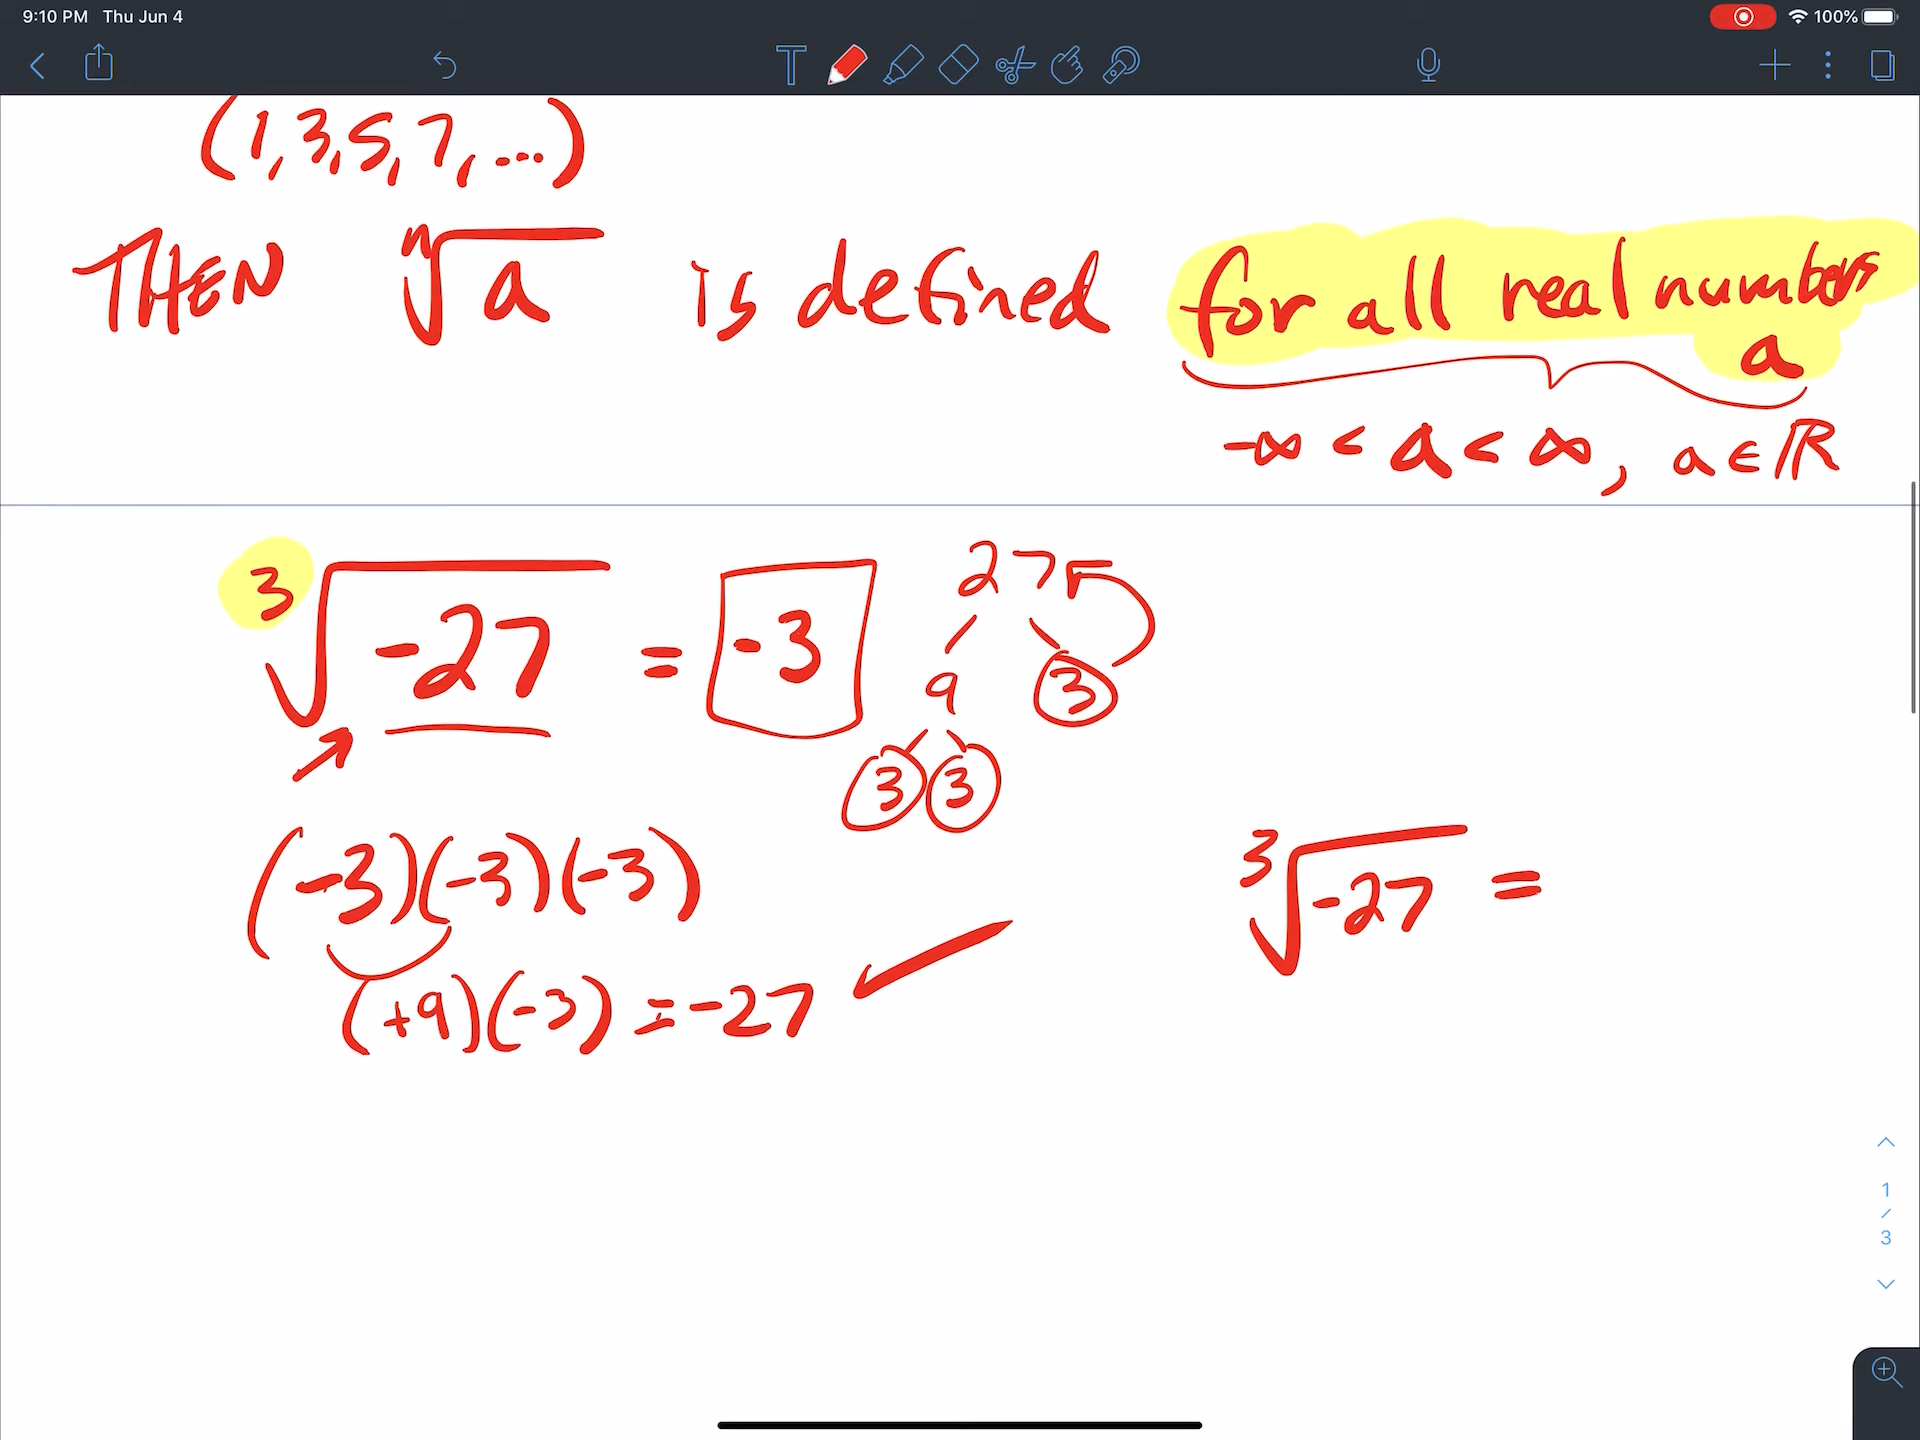 9:10 PM Thu Jun 4 100%
T
(1,3,5,7,...)
THEN ⁿ√a is defined for all real numbers
a
-∞ < a < ∞, a ∈ ℝ
³√-27 = -3
27
9 3
3 3
(-3)(-3)(-3)
(+9)(-3) = -27 ✓
³√-27 =
1
/
3